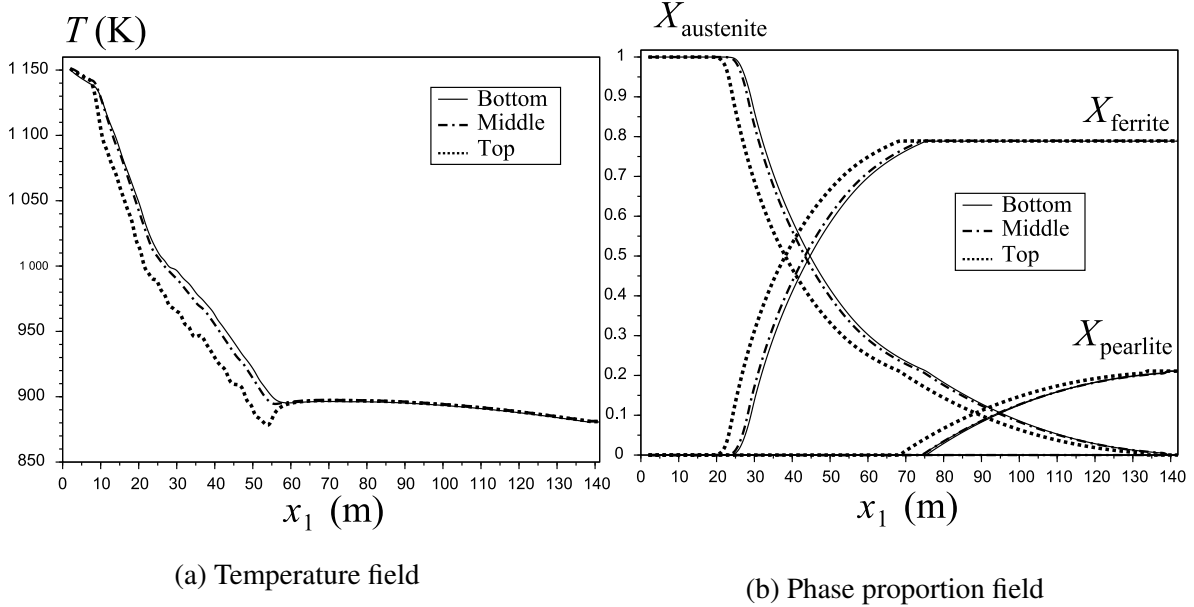 T (K)
1 150
1 100
1 050
1 000
950
900
850
Bottom
Middle
Top
0 10 20 30 40 50 60 70 80 90 100 110 120 130 140
x1 (m)
(a) Temperature field
Xaustenite
1
0.9
0.8
0.7
0.6
0.5
0.4
0.3
0.2
0.1
0
Xferrite
Bottom
Middle
Top
Xpearlite
0 10 20 30 40 50 60 70 80 90 100 110 120 130 140
x1 (m)
(b) Phase proportion field